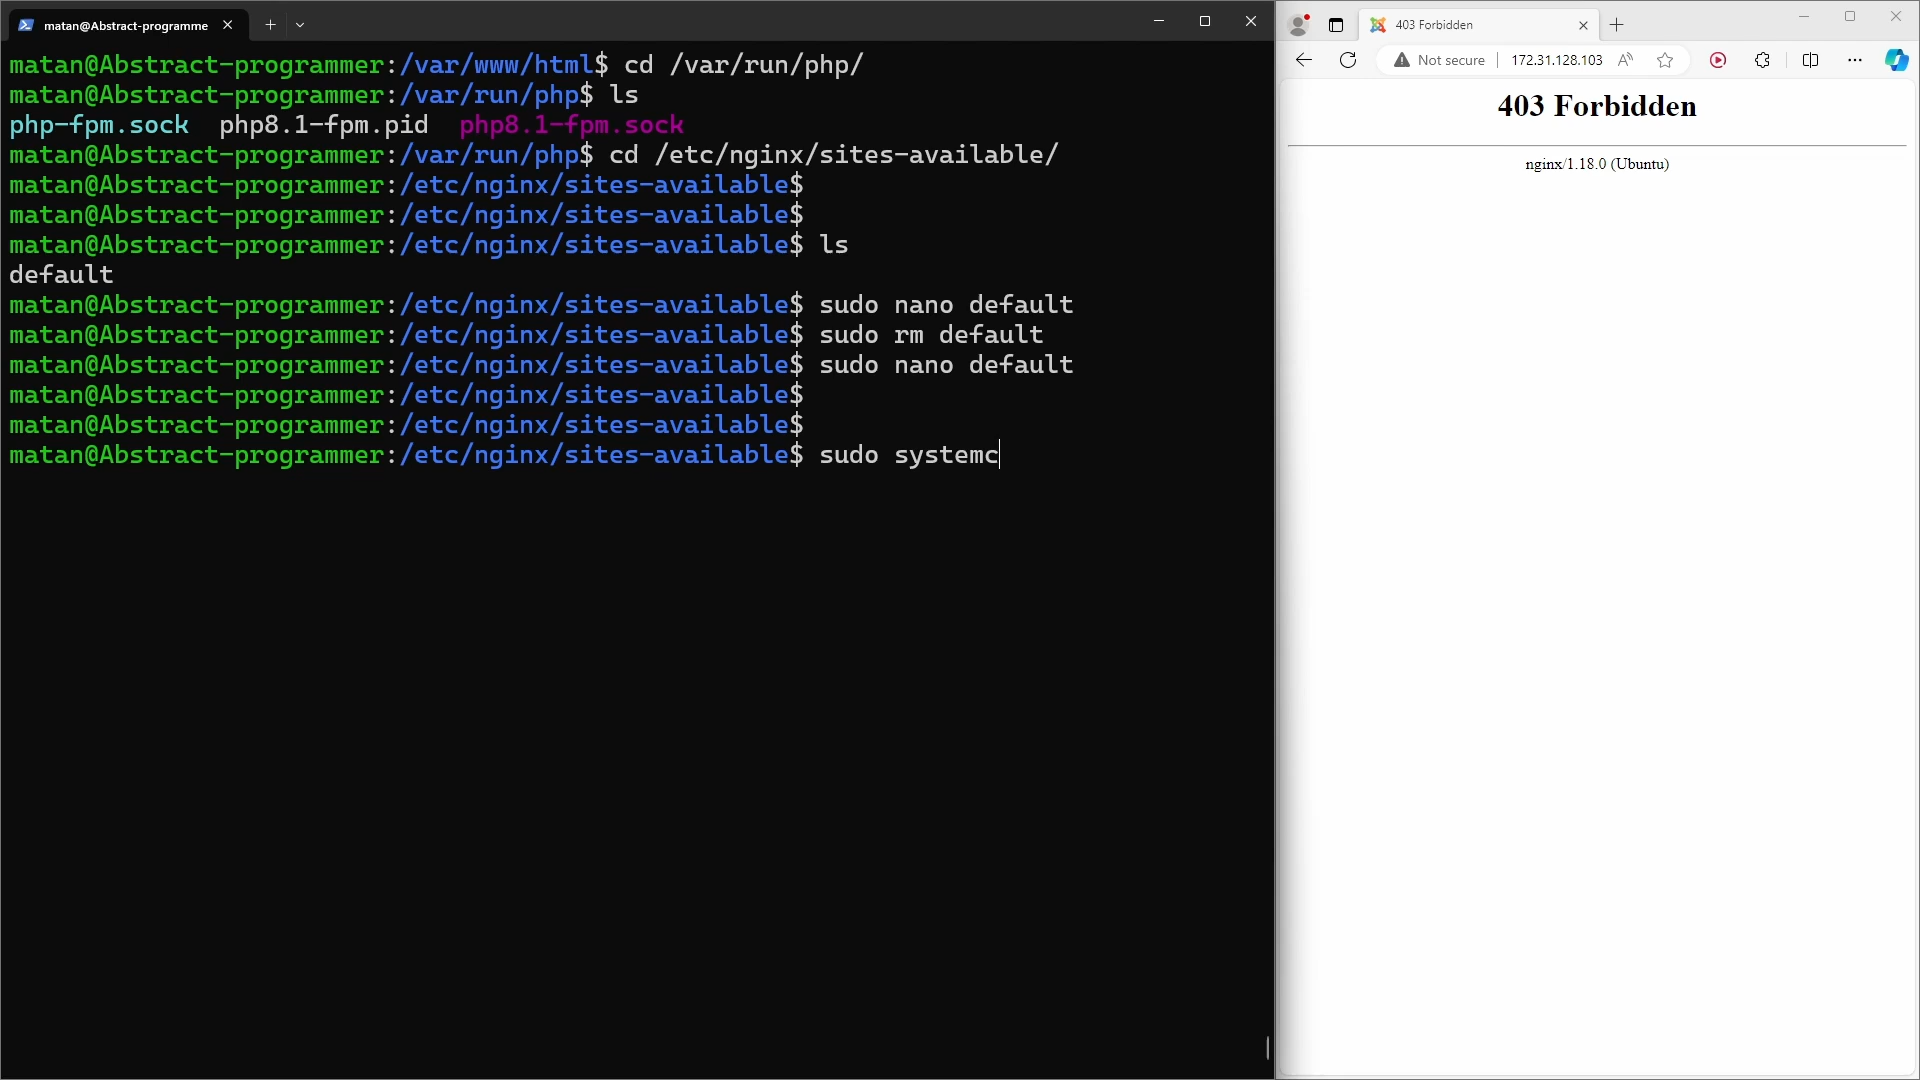 matan@Abstract-programme
matan@Abstract-programmer:/var/www/html$ cd /var/run/php/
matan@Abstract-programmer:/var/run/php$ ls
php-fpm.sock  php8.1-fpm.pid  php8.1-fpm.sock
matan@Abstract-programmer:/var/run/php$ cd /etc/nginx/sites-available/
matan@Abstract-programmer:/etc/nginx/sites-available$
matan@Abstract-programmer:/etc/nginx/sites-available$
matan@Abstract-programmer:/etc/nginx/sites-available$ ls
default
matan@Abstract-programmer:/etc/nginx/sites-available$ sudo nano default
matan@Abstract-programmer:/etc/nginx/sites-available$ sudo rm default
matan@Abstract-programmer:/etc/nginx/sites-available$ sudo nano default
matan@Abstract-programmer:/etc/nginx/sites-available$
matan@Abstract-programmer:/etc/nginx/sites-available$
matan@Abstract-programmer:/etc/nginx/sites-available$ sudo systemc
403 Forbidden
Not secure 172.31.128.103
403 Forbidden
nginx/1.18.0 (Ubuntu)